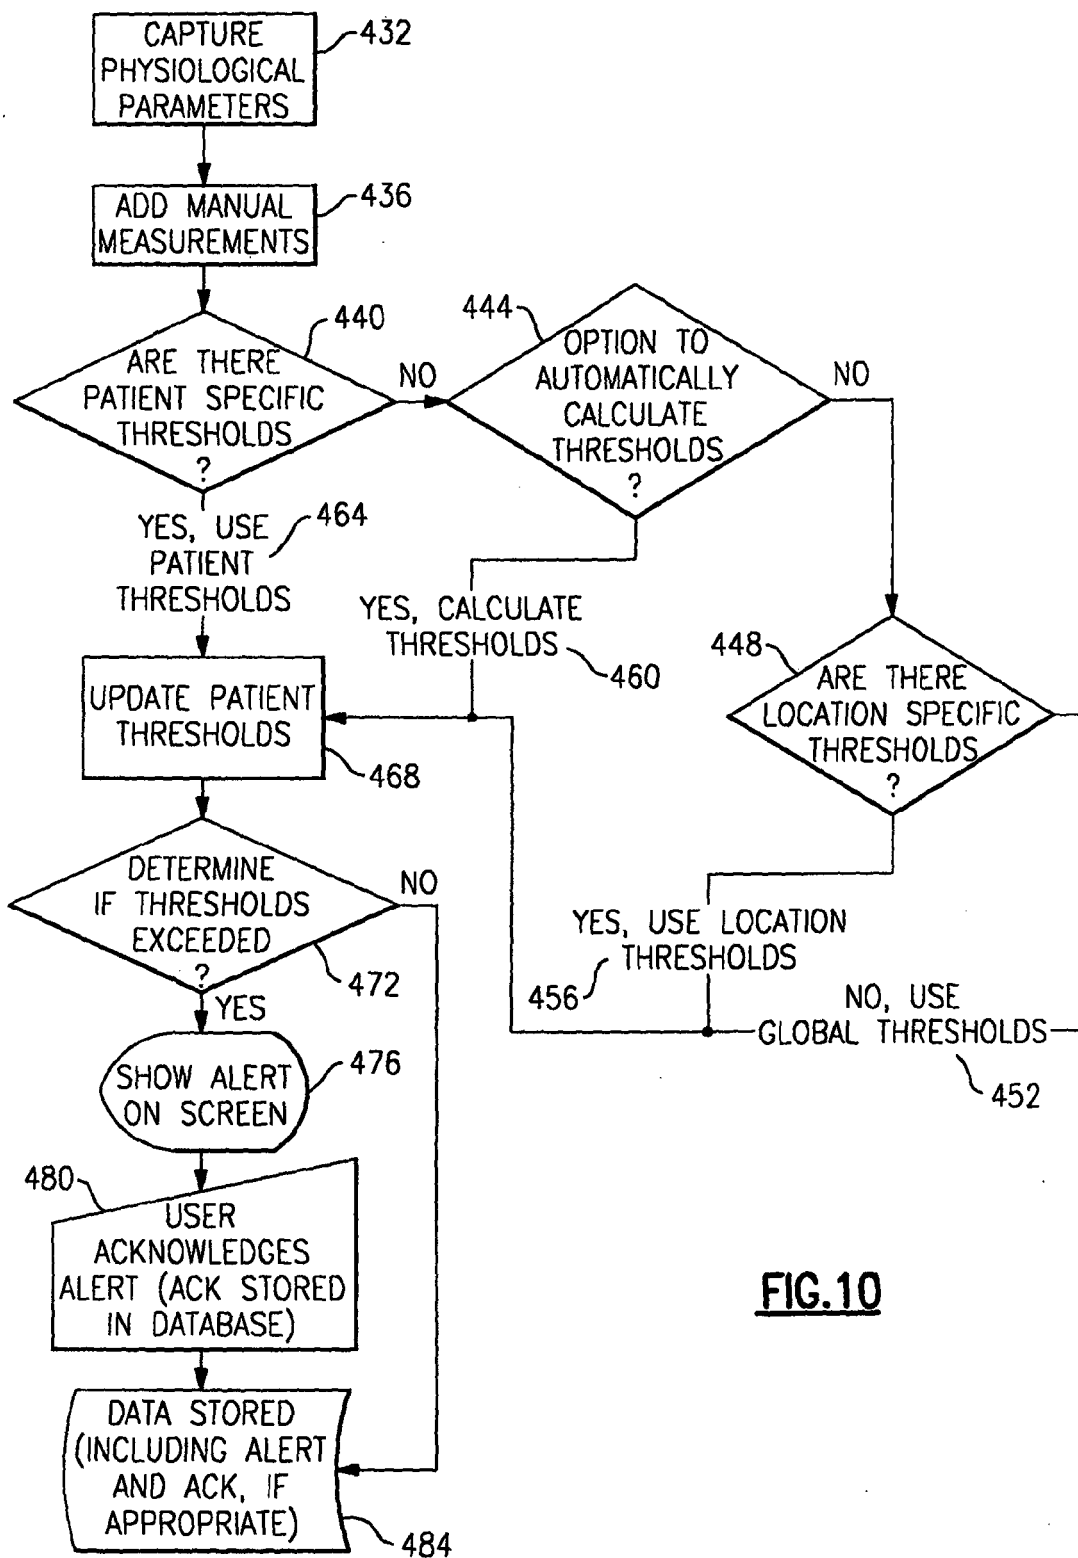 CAPTURE
PHYSIOLOGICAL
PARAMETERS
432
ADD MANUAL
MEASUREMENTS
436
ARE THERE
PATIENT SPECIFIC
THRESHOLDS
?
440
NO
444
OPTION TO
AUTOMATICALLY
CALCULATE
THRESHOLDS
?
NO
YES, USE
PATIENT
THRESHOLDS
464
YES, CALCULATE
THRESHOLDS
460
448
ARE THERE
LOCATION SPECIFIC
THRESHOLDS
?
UPDATE PATIENT
THRESHOLDS
468
DETERMINE
IF THRESHOLDS
EXCEEDED
?
472
NO
YES
YES, USE LOCATION
THRESHOLDS
456
NO, USE
GLOBAL THRESHOLDS
452
SHOW ALERT
ON SCREEN
476
480
USER
ACKNOWLEDGES
ALERT (ACK STORED
IN DATABASE)
DATA STORED
(INCLUDING ALERT
AND ACK, IF
APPROPRIATE)
484
FIG.10